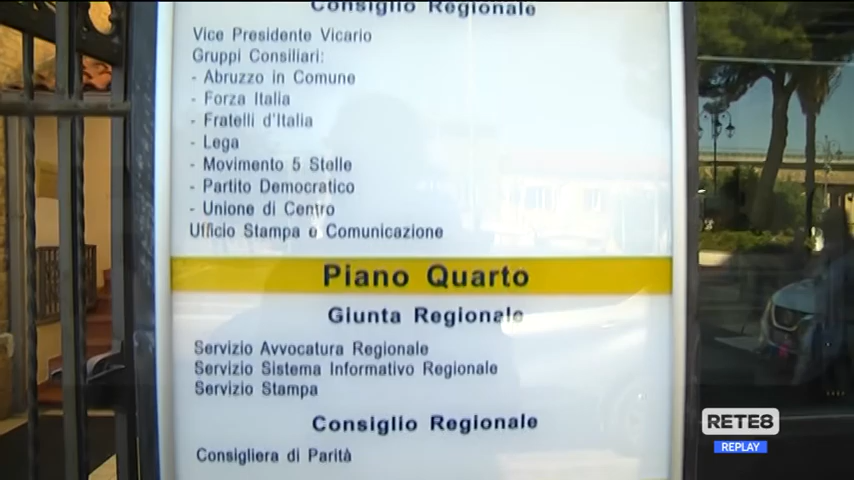 Consiglio Regionale
Vice Presidente Vicario
Gruppi Consiliari:
- Abruzzo in Comune
- Forza Italia
- Fratelli d'Italia
- Lega
- Movimento 5 Stelle
- Partito Democratico
- Unione di Centro
Ufficio Stampa e Comunicazione
Piano Quarto
Giunta Regionale
Servizio Avvocatura Regionale
Servizio Sistema Informativo Regionale
Servizio Stampa
Consiglio Regionale
Consigliera di Parità
RETE8
REPLAY